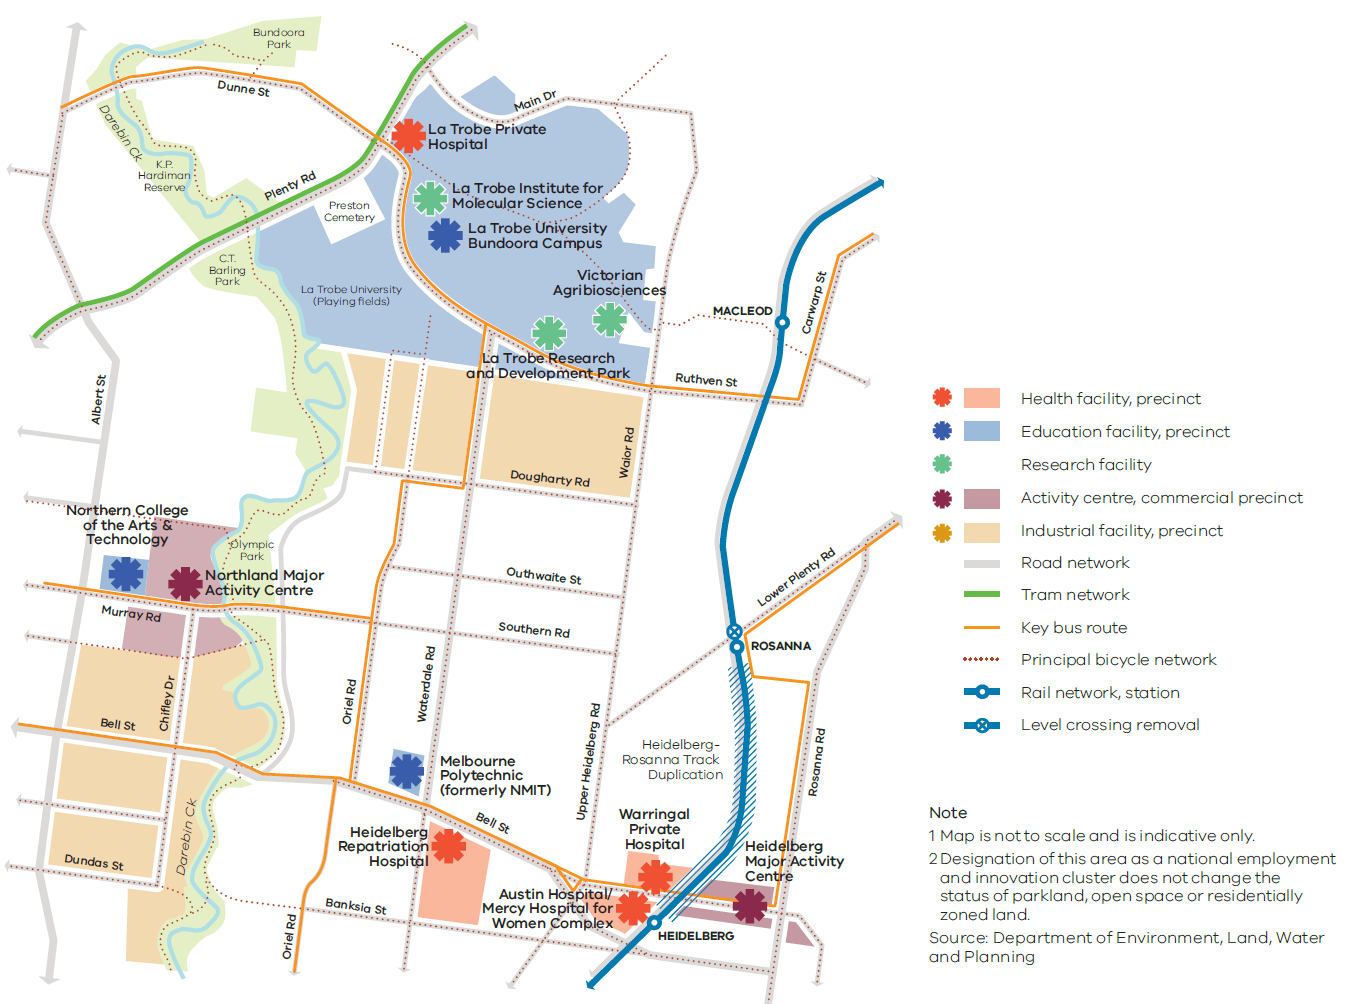 Bundoora
Park
Dunne St
Main Dr
Darebin Ck
La Trobe Private
Hospital
K.P.
Hardiman
Reserve
Plenty Rd
La Trobe Institute for
Molecular Science
Preston
Cemetery
La Trobe University
Bundoora Campus
C.T.
Barling
Park
La Trobe University
(Playing fields)
Victorian
Agribiosciences
MACLEOD
Carwarp St
La Trobe Research
and Development Park
Ruthven St
Albert St
Waior Rd
Dougharty Rd
Northern College
of the Arts &
Technology
Olympic
Park
Northland Major
Activity Centre
Murray Rd
Outhwaite St
Southern Rd
Lower Plenty Rd
ROSANNA
Chifley Dr
Oriel Rd
Waterdale Rd
Upper Heidelberg Rd
Rosanna Rd
Bell St
Heidelberg-
Rosanna Track
Duplication
Melbourne
Polytechnic
(formerly NMIT)
Bell St
Darebin Ck
Dundas St
Heidelberg
Repatriation
Hospital
Warringal
Private
Hospital
Heidelberg
Major Activity
Centre
Austin Hospital/
Mercy Hospital for
Women Complex
Banksia St
Oriel Rd
HEIDELBERG
Health facility, precinct
Education facility, precinct
Research facility
Activity centre, commercial precinct
Industrial facility, precinct
Road network
Tram network
Key bus route
Principal bicycle network
Rail network, station
Level crossing removal
Note
1 Map is not to scale and is indicative only.
2 Designation of this area as a national employment
and innovation cluster does not change the
status of parkland, open space or residentially
zoned land.
Source: Department of Environment, Land, Water
and Planning